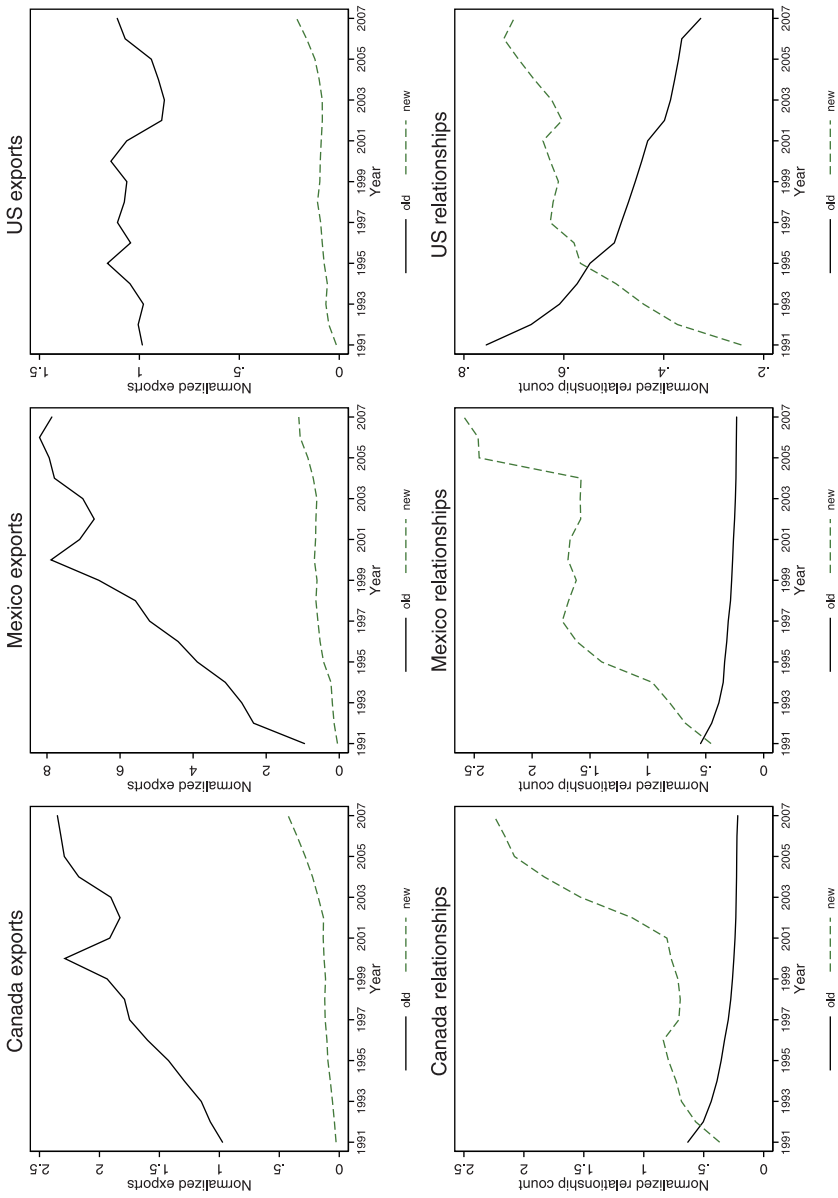 Canada exports
Normalized exports
2.5
2
1.5
1
.5
0
1991 1993 1995 1997 1999 2001 2003 2005 2007
Year
old new
Mexico exports
Normalized exports
8
6
4
2
0
1991 1993 1995 1997 1999 2001 2003 2005 2007
Year
old new
US exports
Normalized exports
1.5
1
.5
0
1991 1993 1995 1997 1999 2001 2003 2005 2007
Year
old new
Canada relationships
Normalized relationship count
2.5
2
1.5
1
.5
0
1991 1993 1995 1997 1999 2001 2003 2005 2007
Year
old new
Mexico relationships
Normalized relationship count
2.5
2
1.5
1
.5
0
1991 1993 1995 1997 1999 2001 2003 2005 2007
Year
old new
US relationships
Normalized relationship count
.8
.6
.4
.2
1991 1993 1995 1997 1999 2001 2003 2005 2007
Year
old new